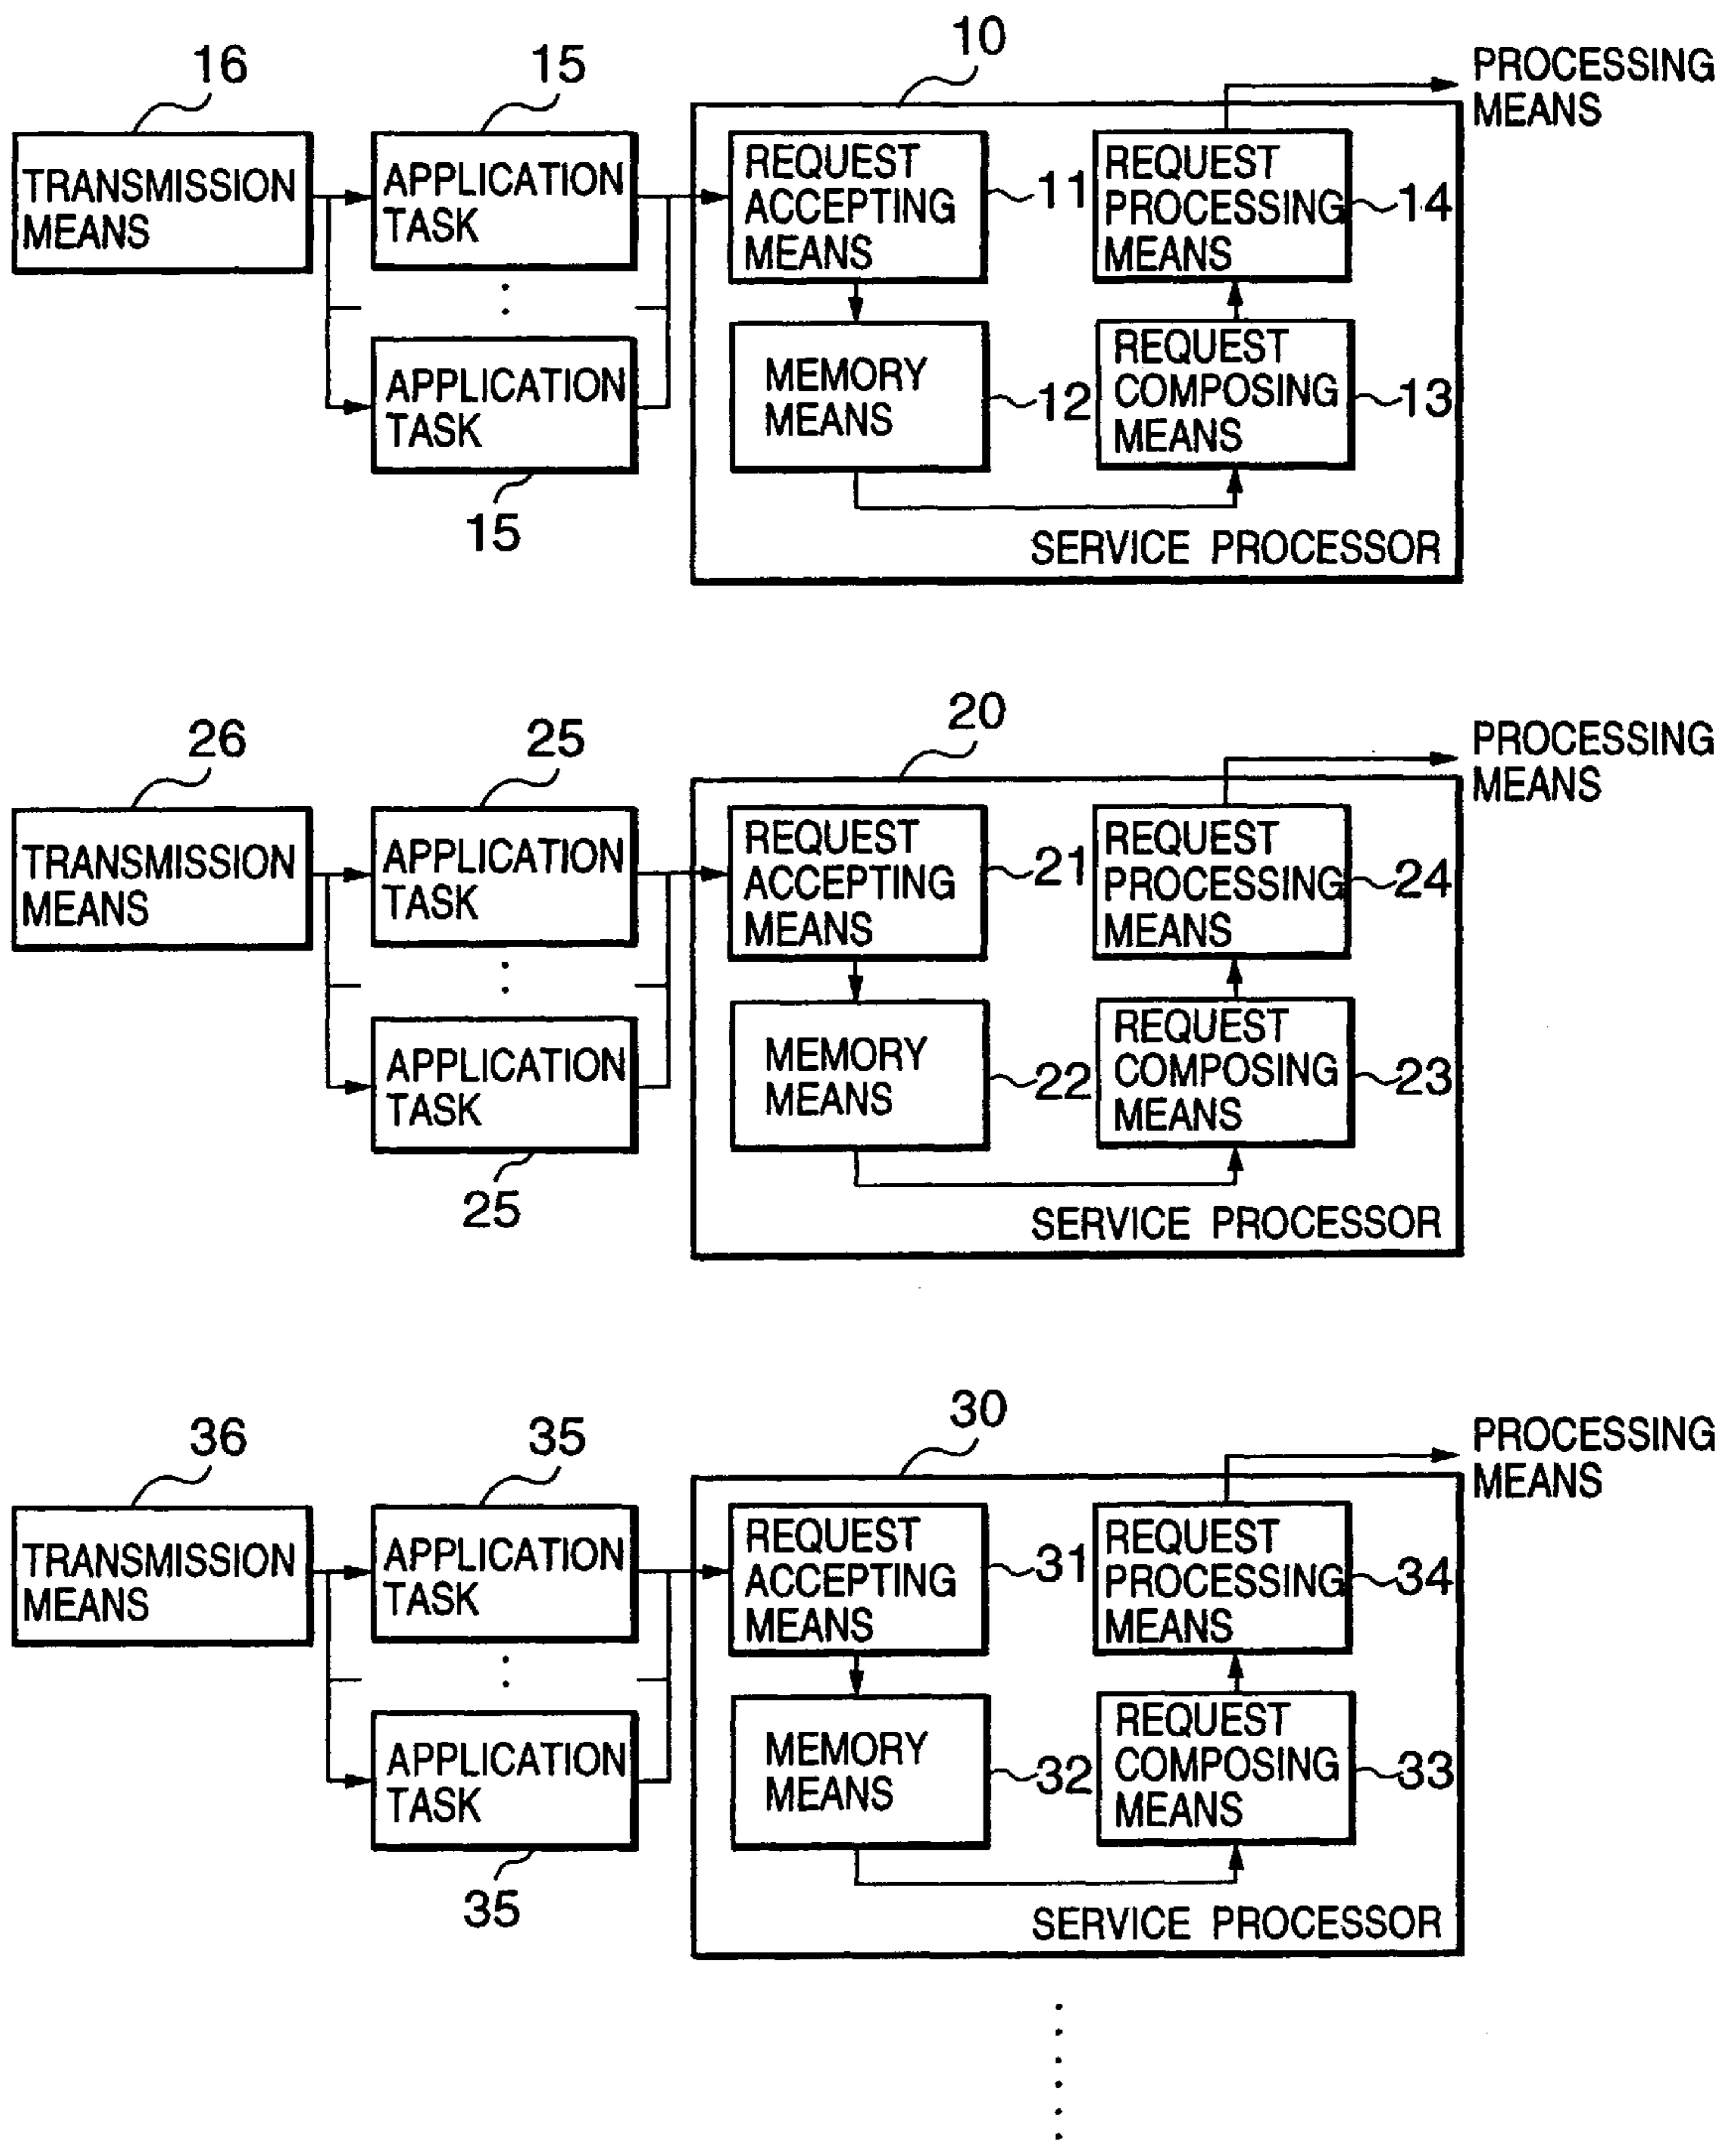 16
15
10
PROCESSING
MEANS
TRANSMISSION
MEANS
APPLICATION
TASK
REQUEST
ACCEPTING
MEANS
11
REQUEST
PROCESSING
MEANS
14
APPLICATION
TASK
15
MEMORY
MEANS
12
REQUEST
COMPOSING
MEANS
13
SERVICE PROCESSOR
26
25
20
PROCESSING
MEANS
TRANSMISSION
MEANS
APPLICATION
TASK
REQUEST
ACCEPTING
MEANS
21
REQUEST
PROCESSING
MEANS
24
APPLICATION
TASK
25
MEMORY
MEANS
22
REQUEST
COMPOSING
MEANS
23
SERVICE PROCESSOR
36
35
30
PROCESSING
MEANS
TRANSMISSION
MEANS
APPLICATION
TASK
REQUEST
ACCEPTING
MEANS
31
REQUEST
PROCESSING
MEANS
34
APPLICATION
TASK
35
MEMORY
MEANS
32
REQUEST
COMPOSING
MEANS
33
SERVICE PROCESSOR